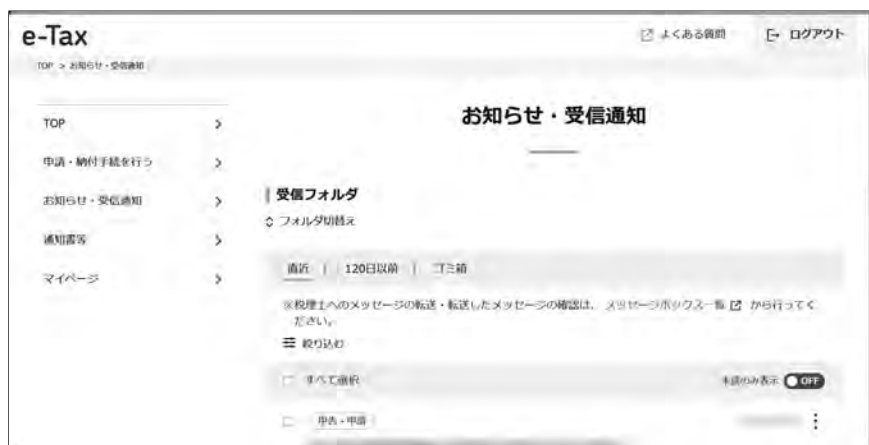 e-Tax
よくある質問
ログアウト
TOP > お知らせ・受信通知
TOP
申請・納付手続を行う
お知らせ・受信通知
通知書等
マイページ
お知らせ・受信通知
受信フォルダ
フォルダ切替え
直近 | 120日以前 | ゴミ箱
※税理士へのメッセージの転送・転送したメッセージの確認は、 メッセージボックス一覧 から行ってく
ださい。
絞り込む
すべて選択
未読のみ表示 OFF
申告・申請